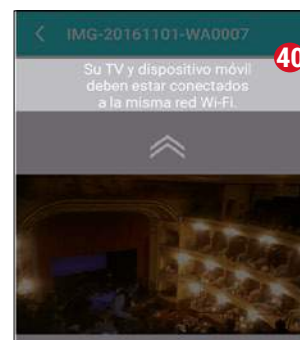 < IMG-20161101-WA0007
40
Su TV y dispositivo móvil
deben estar conectados
a la misma red Wi-Fi.